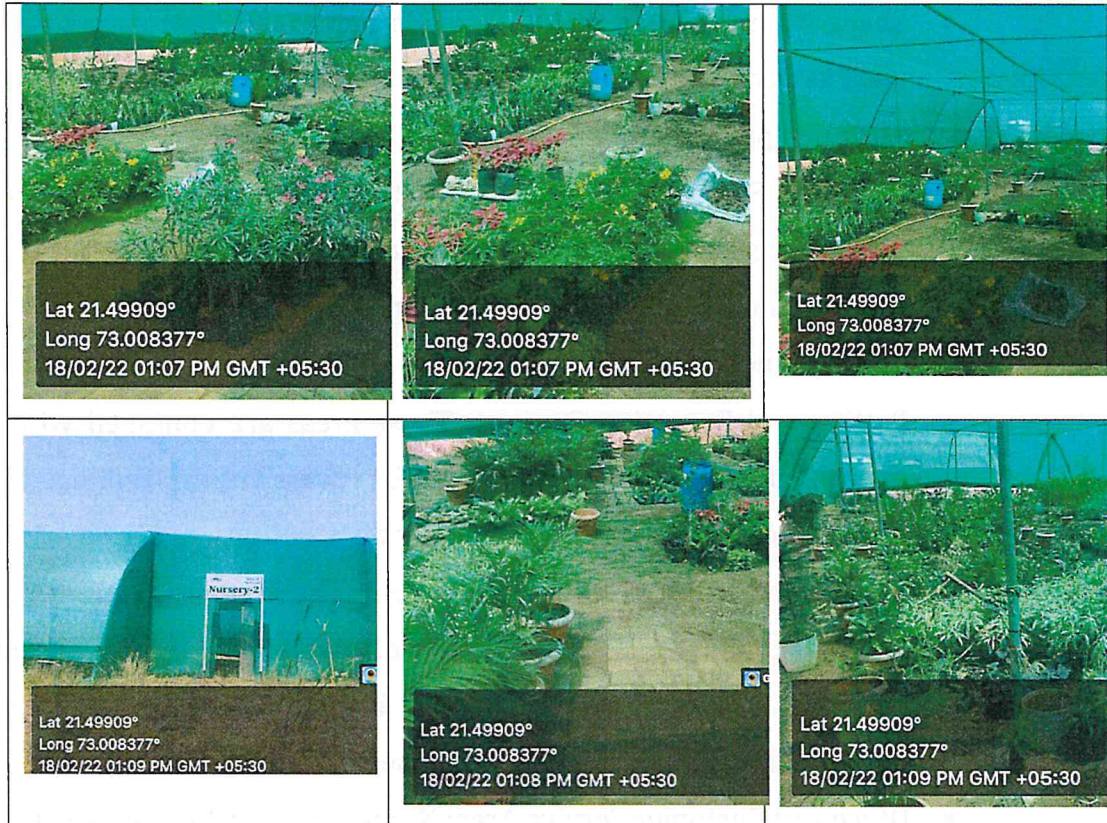 Lat 21.49909°
Long 73.008377°
18/02/22 01:07 PM GMT +05:30
Lat 21.49909°
Long 73.008377°
18/02/22 01:07 PM GMT +05:30
Lat 21.49909°
Long 73.008377°
18/02/22 01:07 PM GMT +05:30
Nursery-2
Lat 21.49909°
Long 73.008377°
18/02/22 01:09 PM GMT +05:30
G
Lat 21.49909°
Long 73.008377°
18/02/22 01:08 PM GMT +05:30
Lat 21.49909°
Long 73.008377°
18/02/22 01:09 PM GMT +05:30